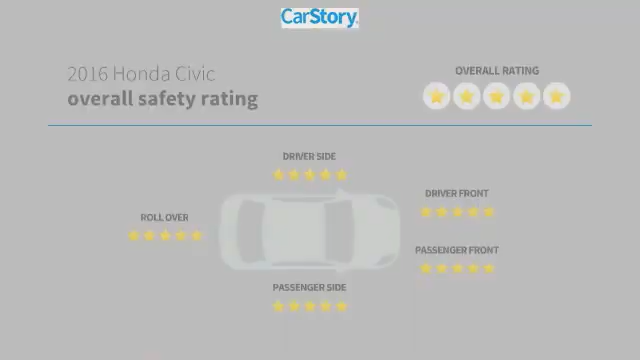 CarStory
2016 Honda Civic
overall safety rating
OVERALL RATING
DRIVER SIDE
DRIVER FRONT
ROLL OVER
PASSENGER FRONT
PASSENGER SIDE